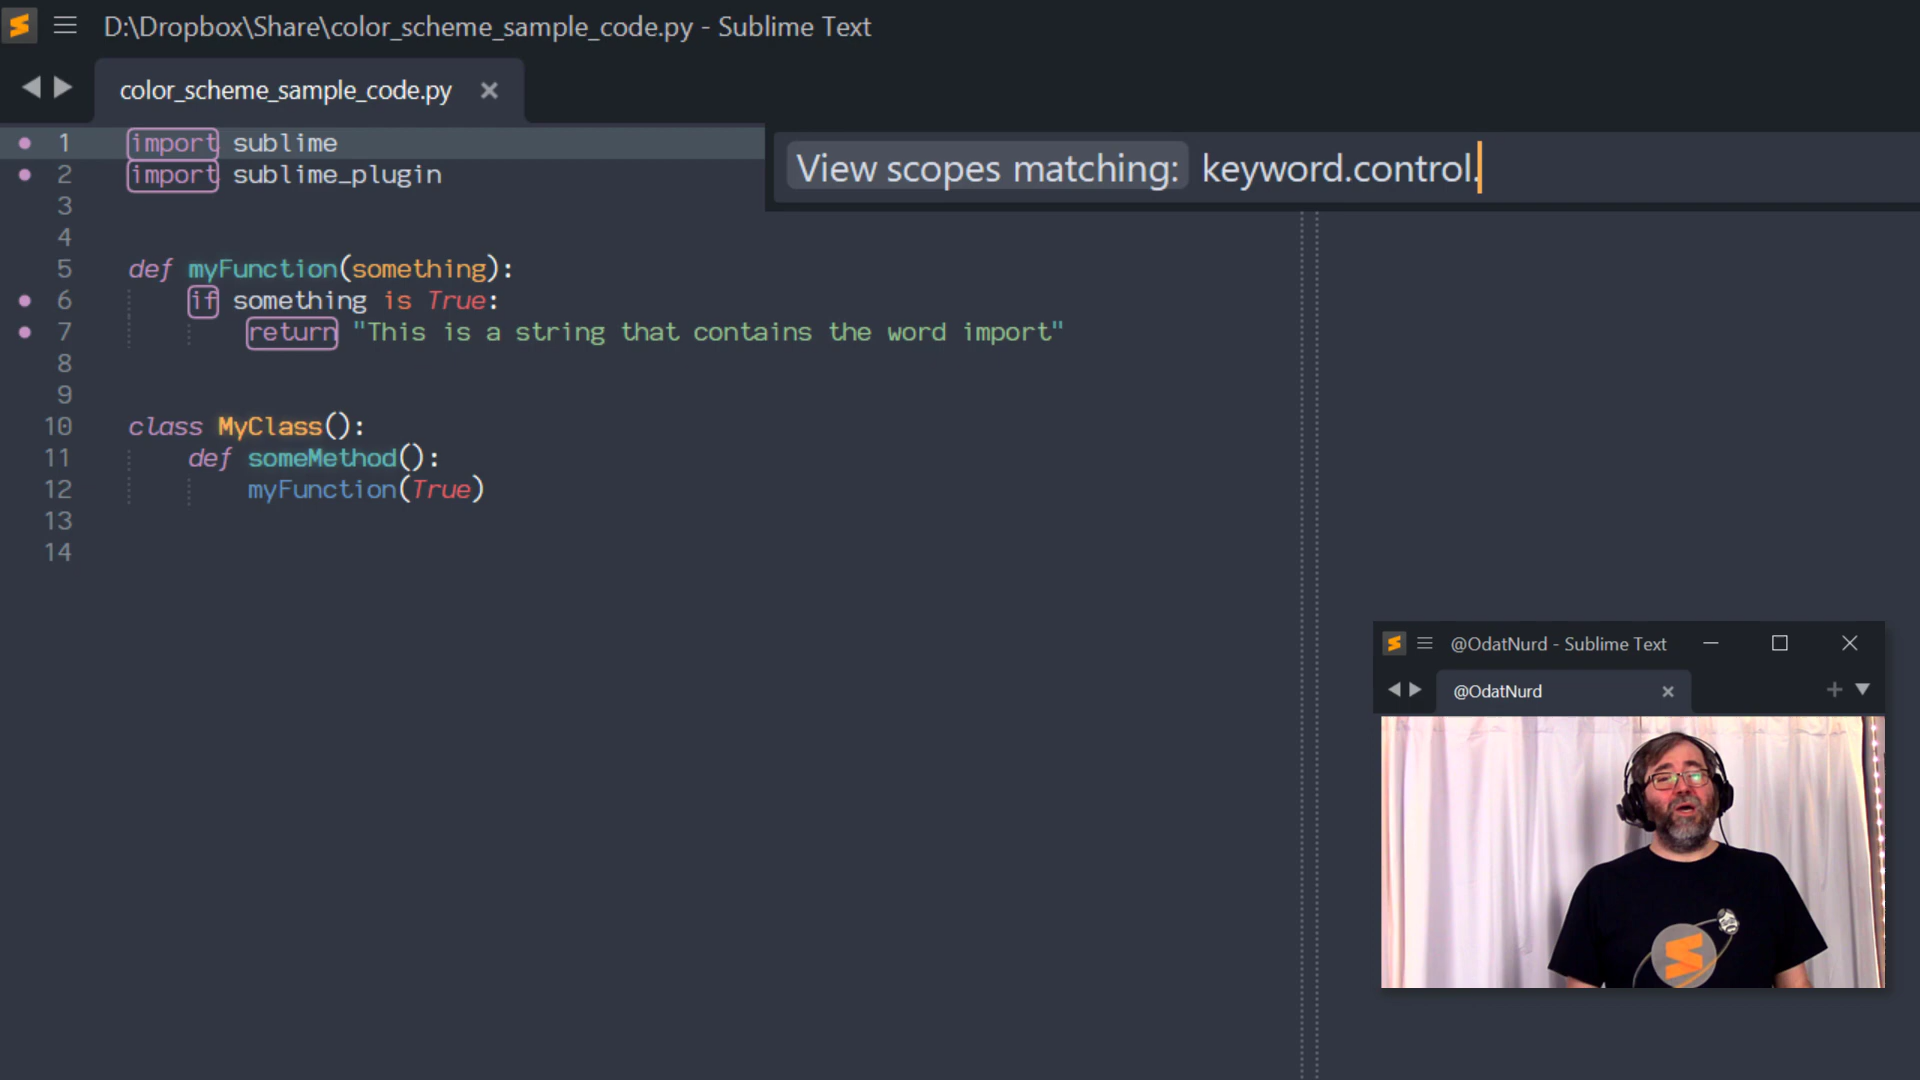 D:\Dropbox\Share\color_scheme_sample_code.py - Sublime Text
color_scheme_sample_code.py
View scopes matching: keyword.control.
1 import sublime
2 import sublime_plugin
3
4
5 def myFunction(something):
6 if something is True:
7 return "This is a string that contains the word import"
8
9
10 class MyClass():
11 def someMethod():
12 myFunction(True)
13
14
@OdatNurd - Sublime Text
@OdatNurd